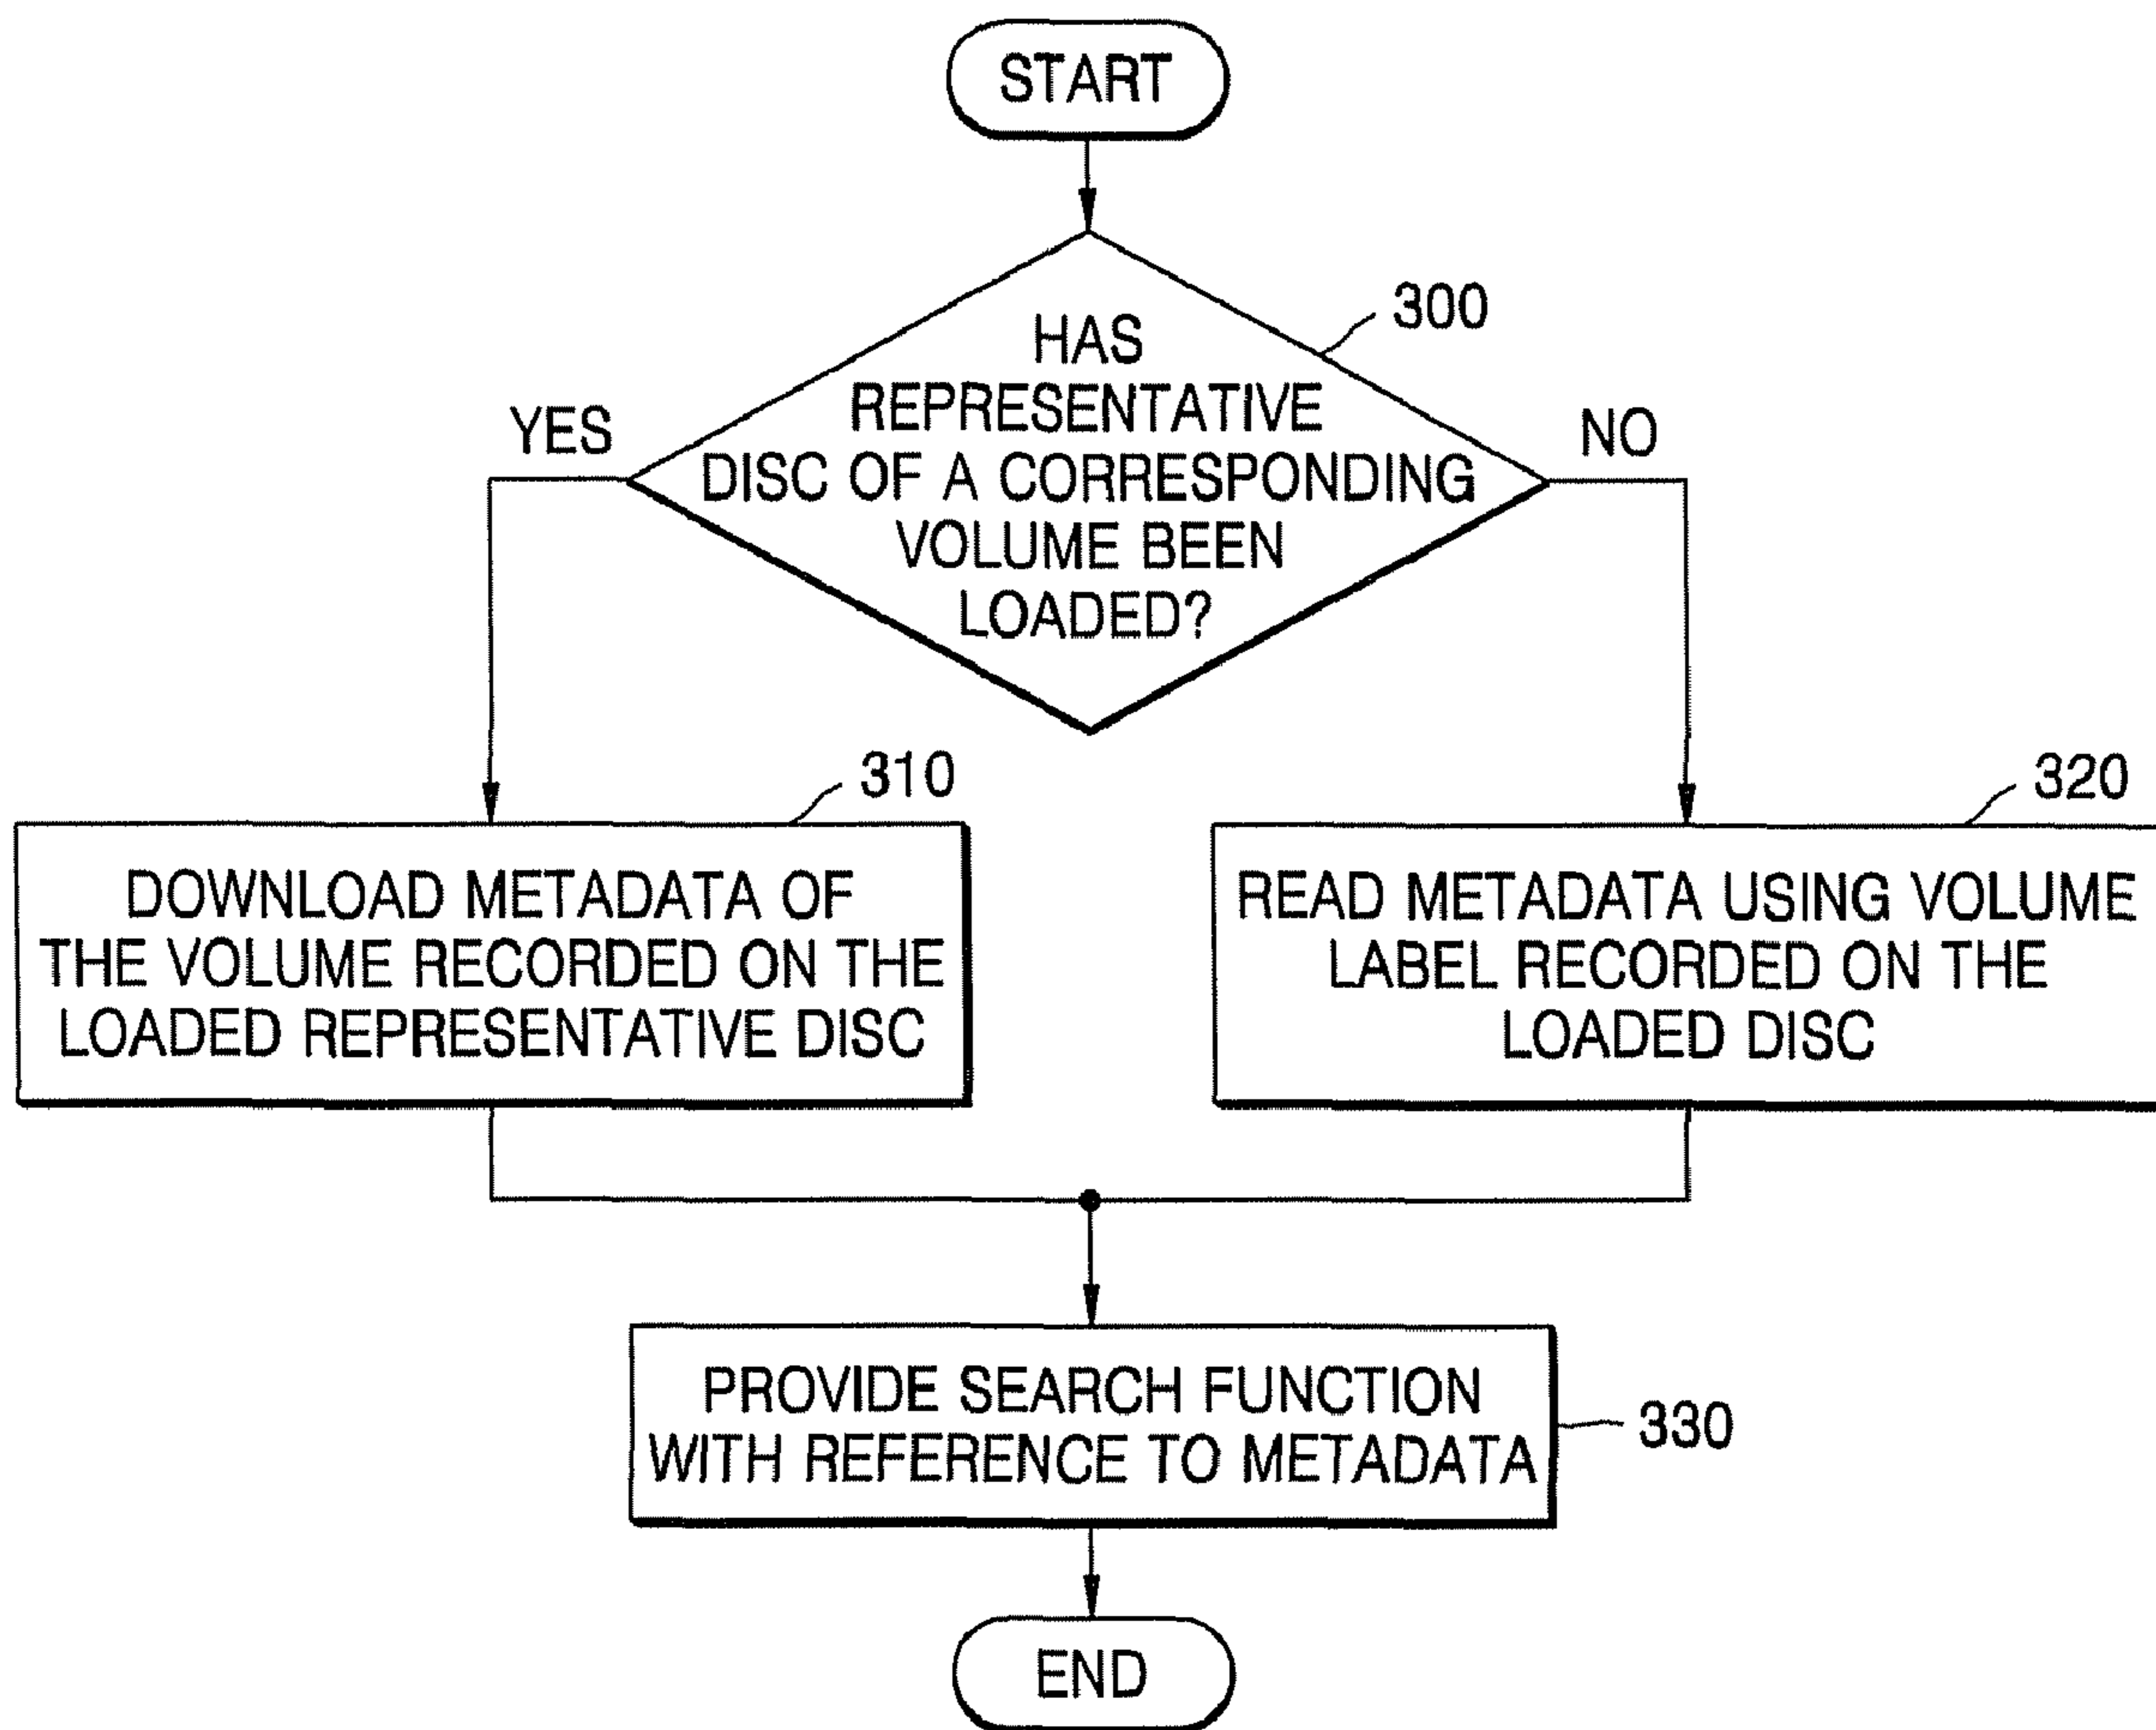 START
300
HAS
REPRESENTATIVE
DISC OF A CORRESPONDING
VOLUME BEEN
LOADED?
YES
NO
310
DOWNLOAD METADATA OF
THE VOLUME RECORDED ON THE
LOADED REPRESENTATIVE DISC
320
READ METADATA USING VOLUME
LABEL RECORDED ON THE
LOADED DISC
PROVIDE SEARCH FUNCTION
WITH REFERENCE TO METADATA
330
END